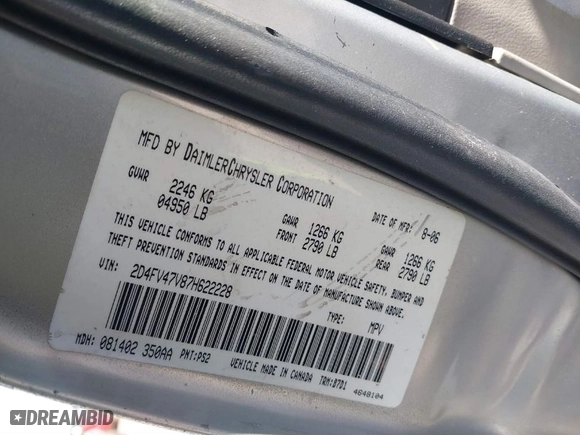 MFD BY DAIMLERCHRYSLER CORPORATION
DATE OF MFR: 8-06
GVWR 2246 KG
04950 LB
GAWR FRONT 1266 KG
2790 LB
GAWR REAR 1266 KG
2790 LB
THIS VEHICLE CONFORMS TO ALL APPLICABLE FEDERAL MOTOR VEHICLE SAFETY, BUMPER AND
THEFT PREVENTION STANDARDS IN EFFECT ON THE DATE OF MANUFACTURE SHOWN ABOVE.
VIN: 2D4FV47V87H622228
TYPE: MPV
MDH: 081402 350AA
PNT:PS2
VEHICLE MADE IN CANADA
TRM:B7D1
4648104
DREAMBID